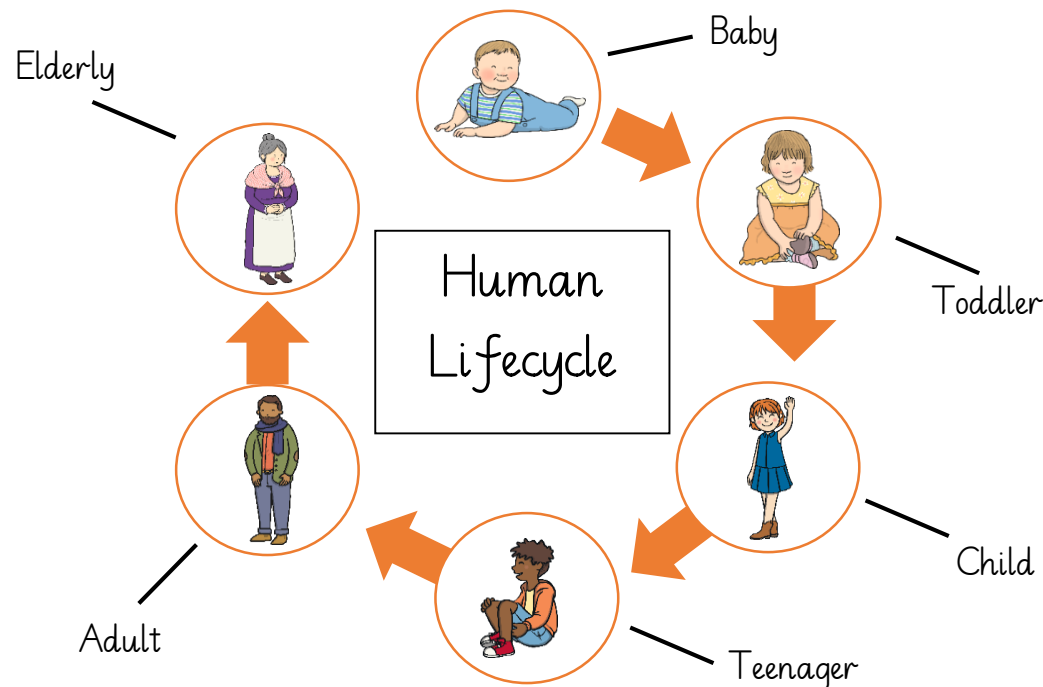 Baby
Elderly
Human
Lifecycle
Toddler
Child
Adult
Teenager